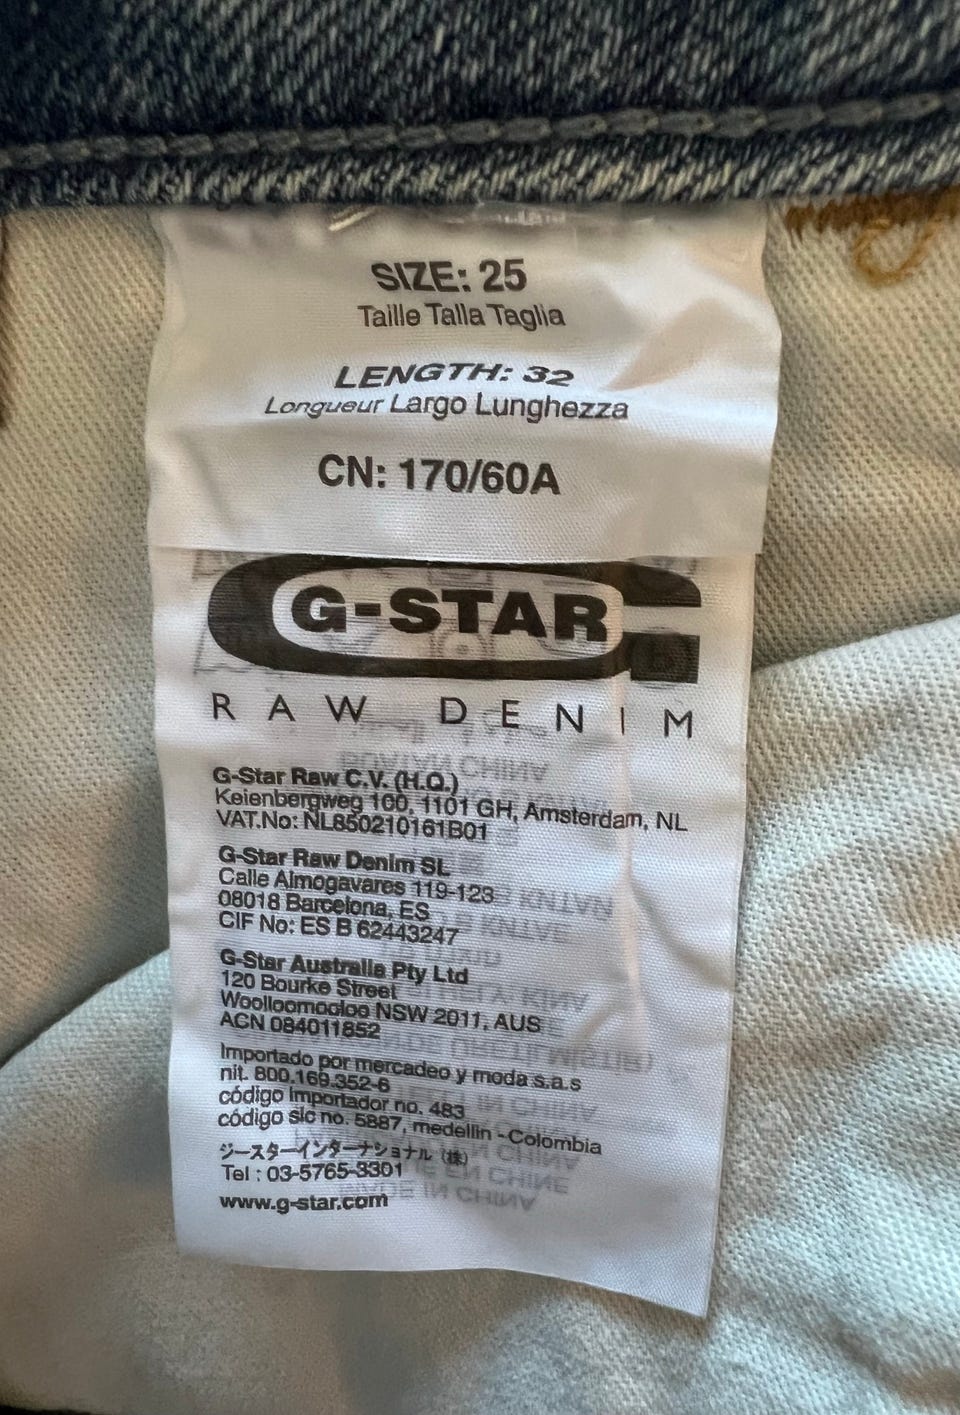 SIZE: 25
Taille Talla Taglia
LENGTH: 32
Longueur Largo Lunghezza
CN: 170/60A
G-STAR
RAW DENIM
G-Star Raw C.V. (H.Q.)
Keienbergweg 100, 1101 GH, Amsterdam, NL
VAT.No: NL850210161B01
G-Star Raw Denim SL
Calle Almogavares 119-123
08018 Barcelona, ES
CIF No: ES B 62443247
G-Star Australia Pty Ltd
120 Bourke Street
Woolloomooloo NSW 2011, AUS
ACN 084011852
Importado por mercadeo y moda s.a.s
nit. 800.169.352-6
código importador no. 483
código sic no. 5887, medellin - Colombia
ジースターインターナショナル（株）
Tel : 03-5765-3301
www.g-star.com
MADE IN CHINA